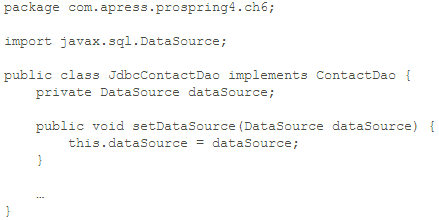 package com.apress.prospring4.ch6;
import javax.sql.DataSource;
public class JdbcContactDao implements ContactDao {
    private DataSource dataSource;
    public void setDataSource(DataSource dataSource) {
        this.dataSource = dataSource;
    }
    …
}